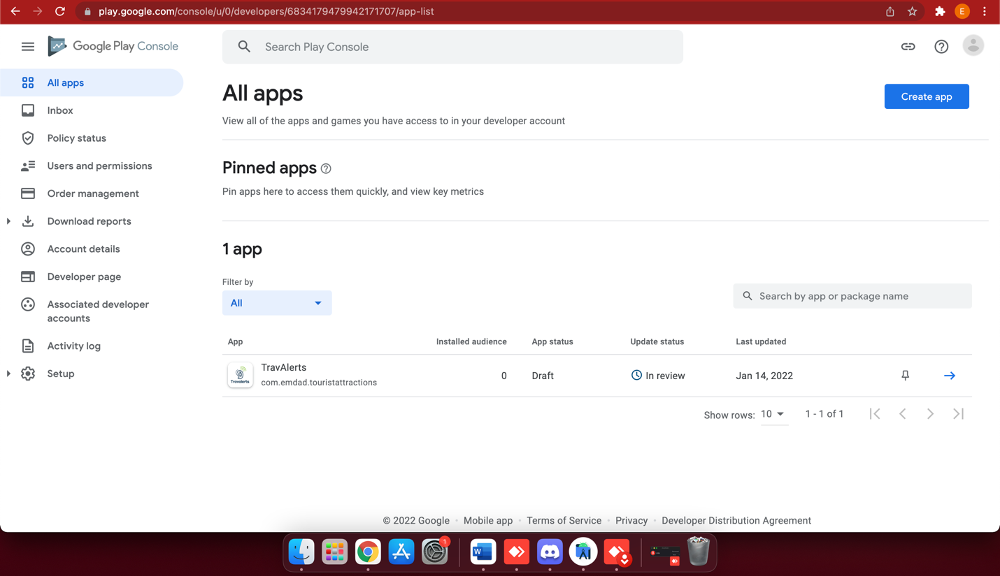 play.google.com/console/u/0/developers/6834179479942171707/app-list
E
Google Play Console
Search Play Console
All apps
Inbox
Policy status
Users and permissions
Order management
Download reports
Account details
Developer page
Associated developer
accounts
Activity log
Setup
All apps
Create app
View all of the apps and games you have access to in your developer account
Pinned apps
Pin apps here to access them quickly, and view key metrics
1 app
Filter by
All
Search by app or package name
App Installed audience App status Update status Last updated
Travalerts
TravAlerts
com.emdad.touristattractions
0 Draft In review Jan 14, 2022
Show rows: 10 1 - 1 of 1
© 2022 Google · Mobile app · Terms of Service · Privacy · Developer Distribution Agreement
1
W